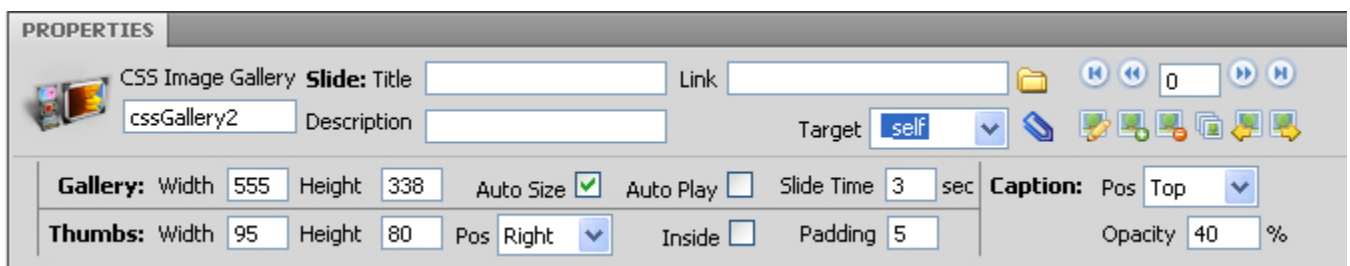 PROPERTIES
CSS Image Gallery Slide: Title Link 0
cssGallery2 Description Target _self
Gallery: Width 555 Height 338 Auto Size Auto Play Slide Time 3 sec Caption: Pos Top
Thumbs: Width 95 Height 80 Pos Right Inside Padding 5 Opacity 40 %